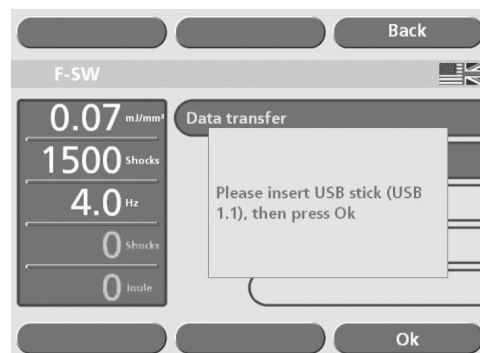 Back
F-SW
0.07 mJ/mm²
1500 Shocks
4.0 Hz
0 Shocks
0 Joule
Data transfer
Please insert USB stick (USB
1.1), then press Ok
Ok